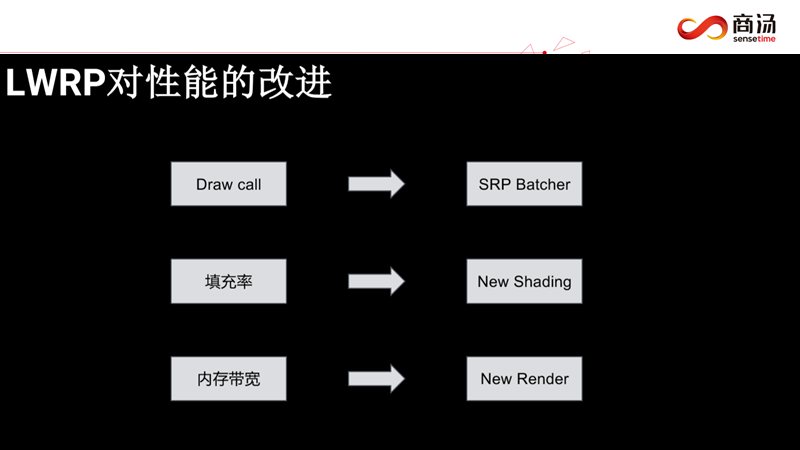 商汤
sensetime
LWRP对性能的改进
Draw call
SRP Batcher
填充率
New Shading
内存带宽
New Render